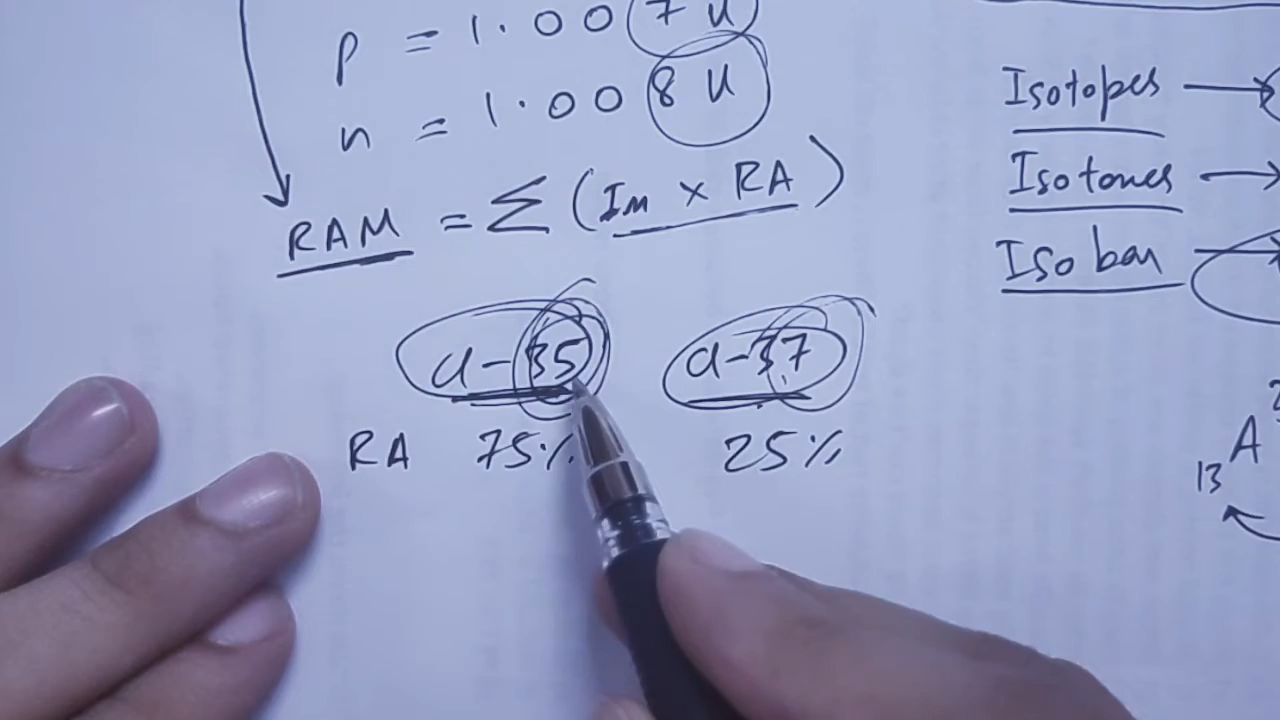 p = 1.007 u
n = 1.008 u
RAM = Σ (Im × RA)
Cl-35 Cl-37
RA 75% 25%
Isotopes →
Isotones →
Isobar →
13 A